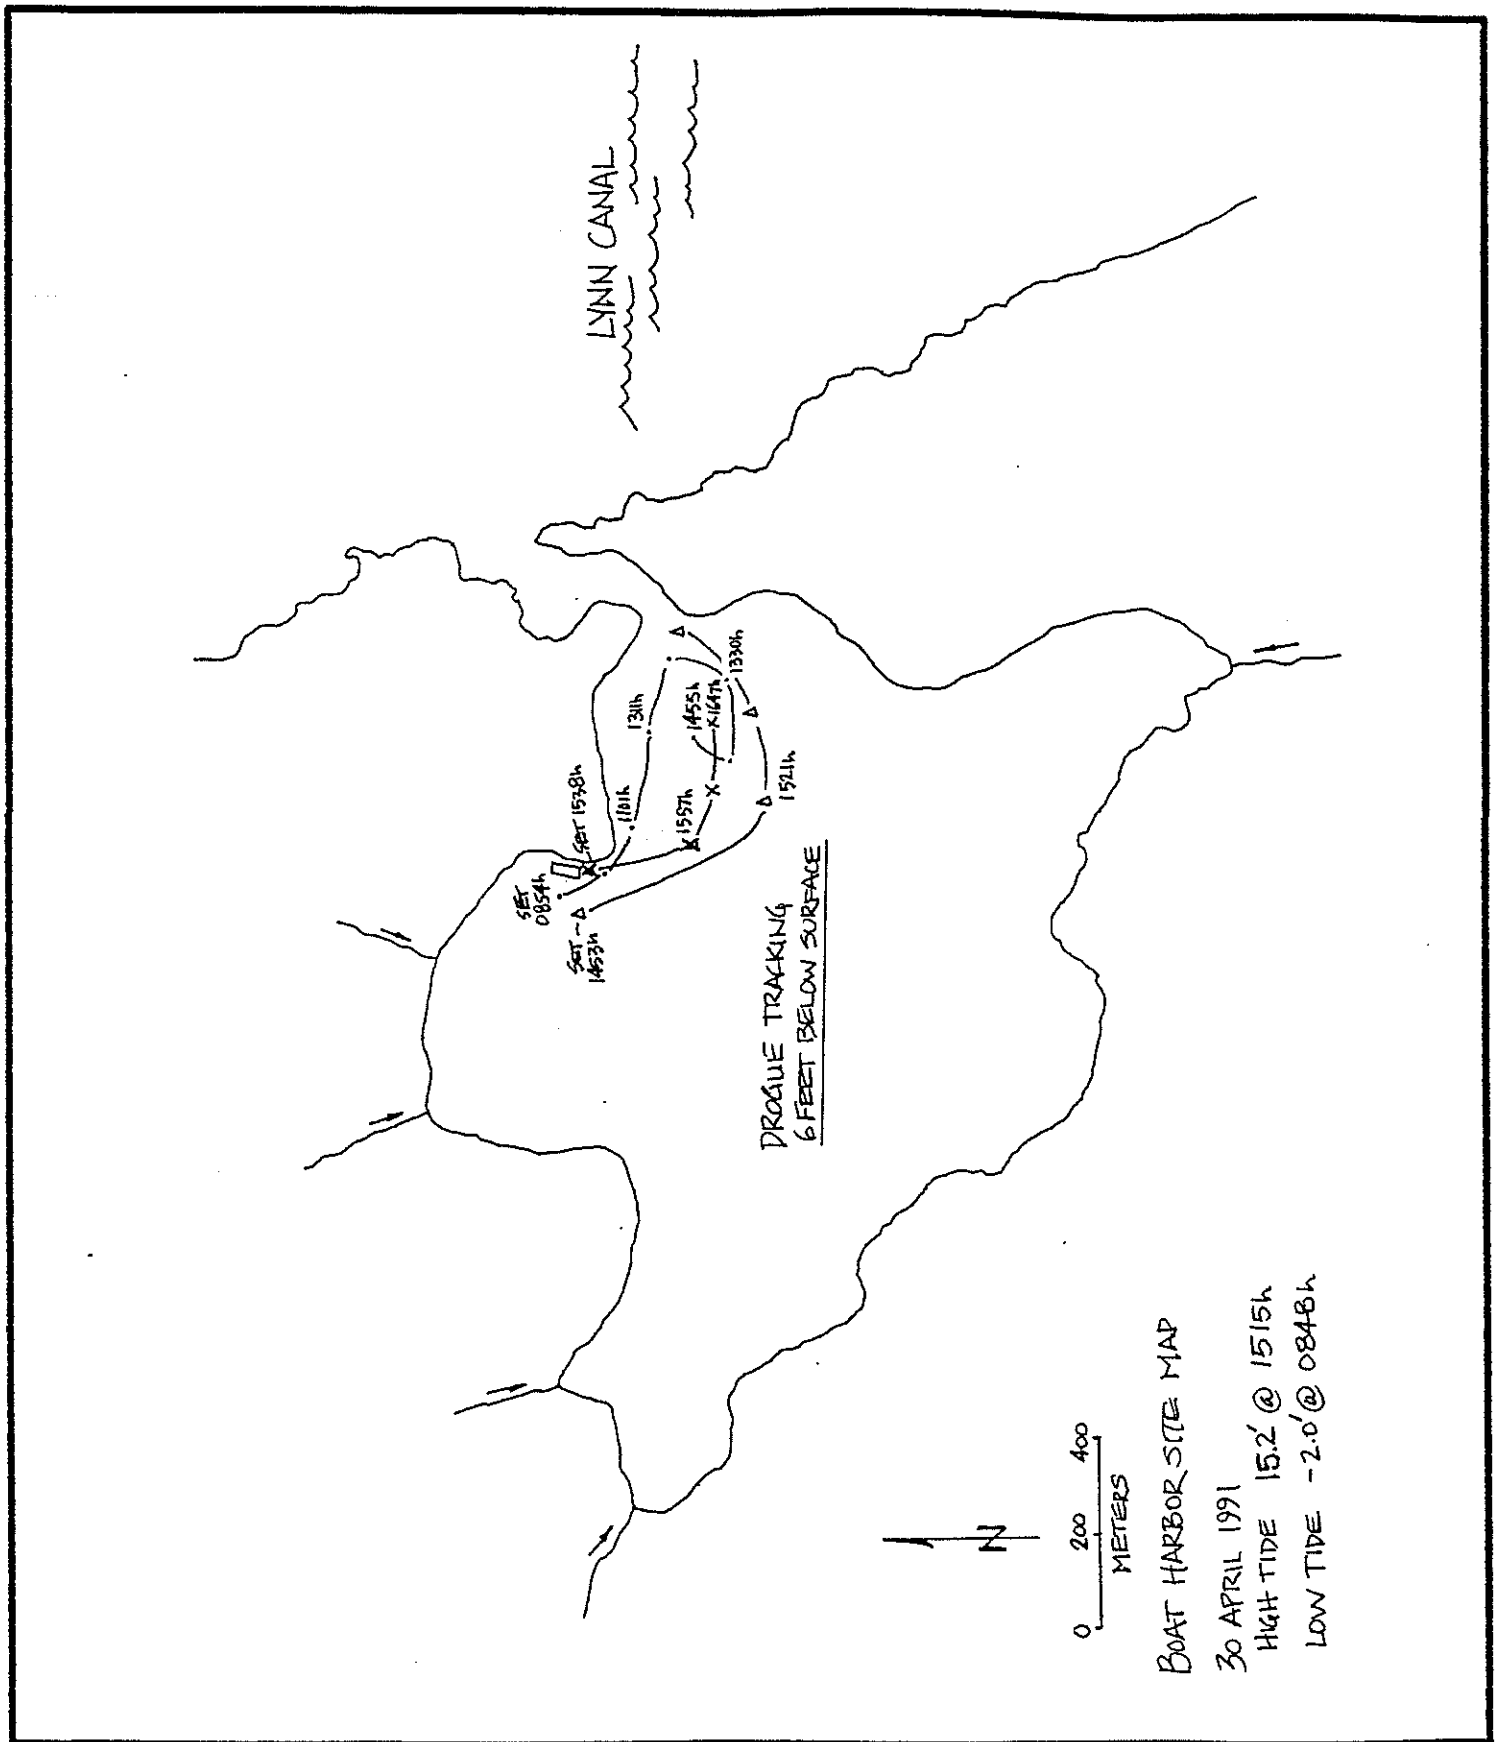 LYNN CANAL
SET 1538h
SET
0854h
SET
1453h
1101h
1311h
1330h
1455h
1647h
1557h
1521h
DROGUE TRACKING
6 FEET BELOW SURFACE
N
0 200 400
METERS
BOAT HARBOR SITE MAP
30 APRIL 1991
HIGH TIDE 15.2' @ 1515h
LOW TIDE -2.0' @ 0848h